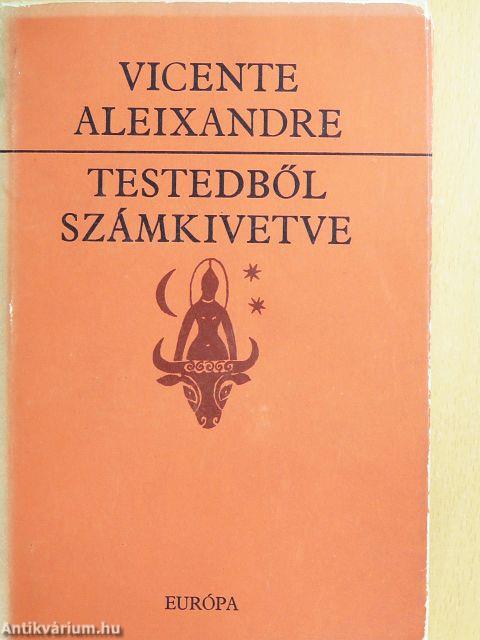 VICENTE
ALEIXANDRE
TESTEDBŐL
SZÁMKIVETVE
EURÓPA
Antikvárium.hu